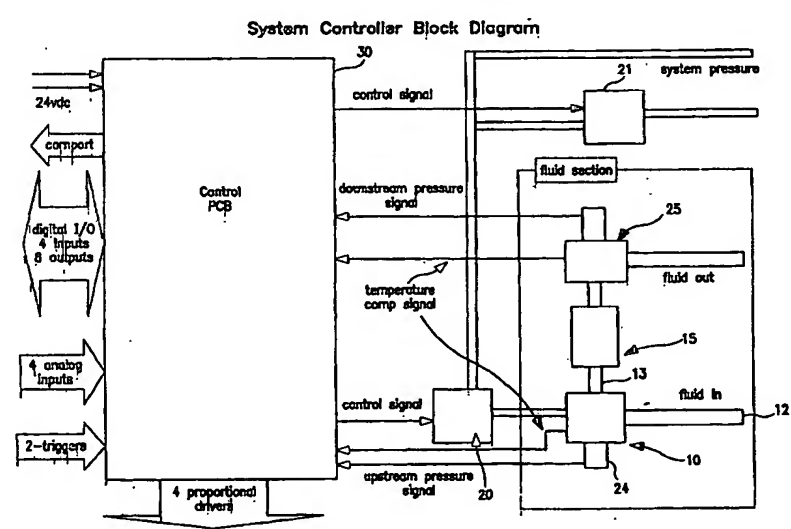 System Controller Block Diagram
30
system pressure
21
24vdc
control signal
comport
fluid section
Control
PCB
downstream pressure
signal
25
digital I/O
4 inputs
8 outputs
fluid out
temperature
comp signal
15
13
4 analog
inputs
fluid in
12
control signal
2-triggers
10
20
24
upstream pressure
signal
4 proportional
drivers